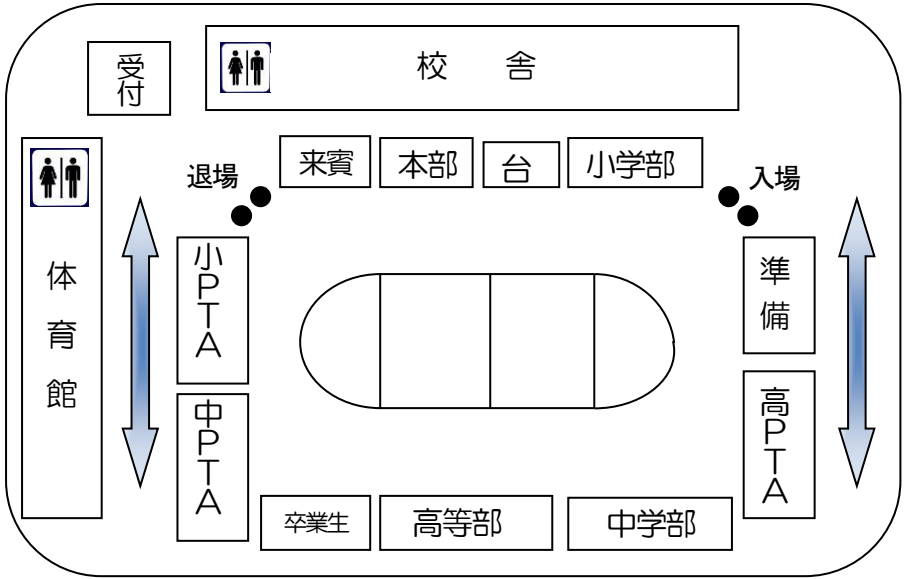 受付
校舎
来賓
本部
台
小学部
退場
入場
体育館
小PTA
準備
中PTA
高PTA
卒業生
高等部
中学部